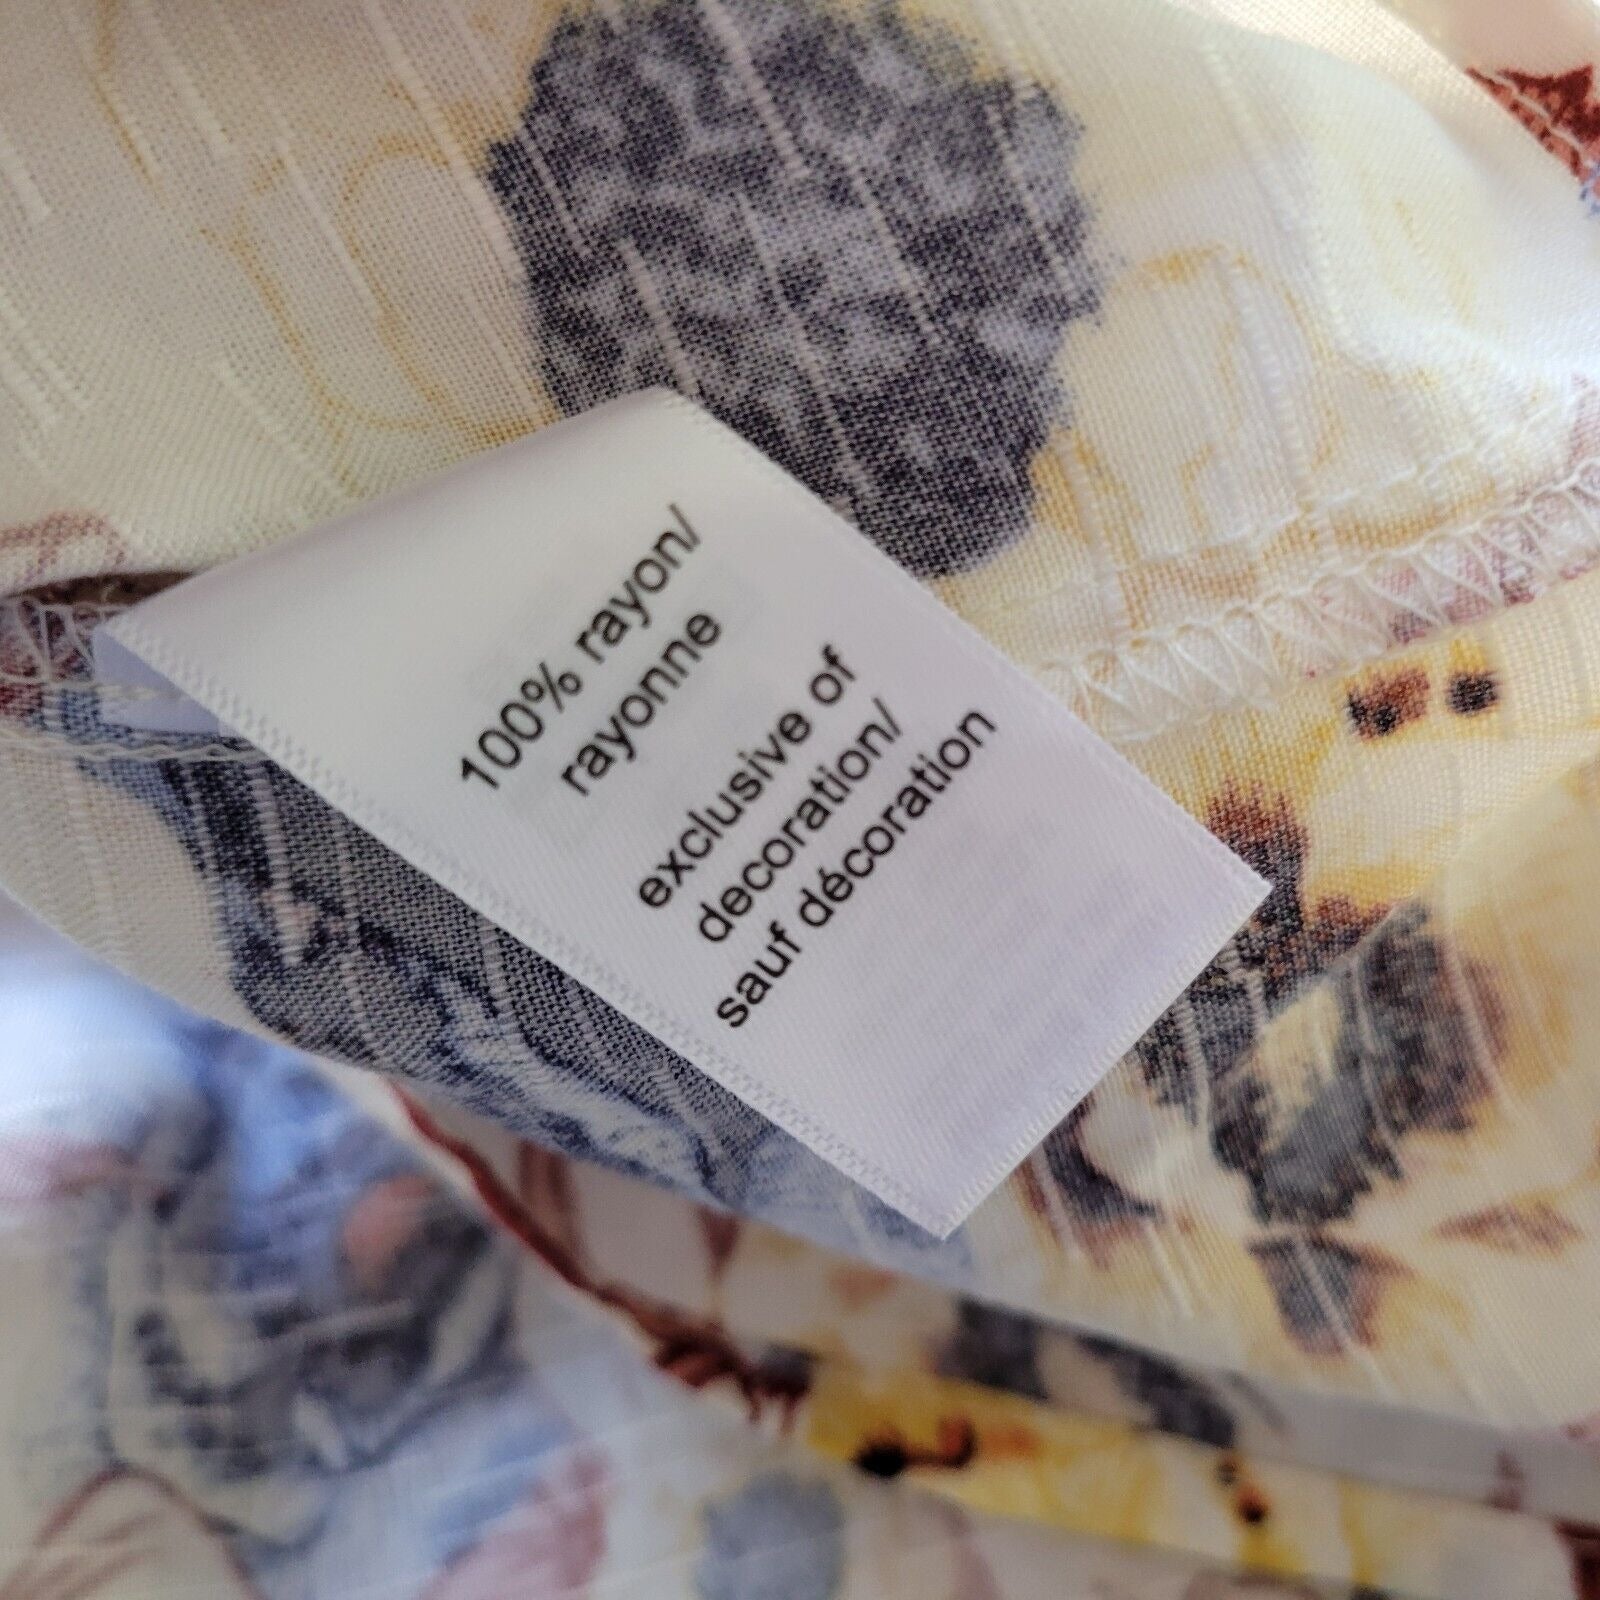 100% rayon/
rayonne
exclusive of
decoration/
sauf décoration